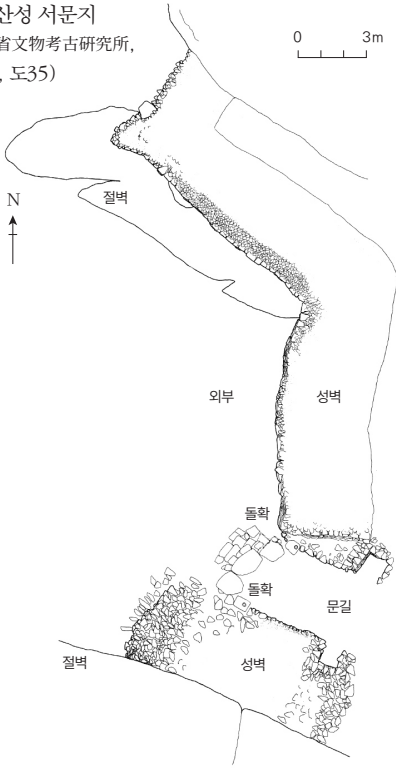 산성 서문지
省文物考古研究所,
, 도35)
0 3m
N
절벽
외부
성벽
돌확
돌확
문길
절벽
성벽